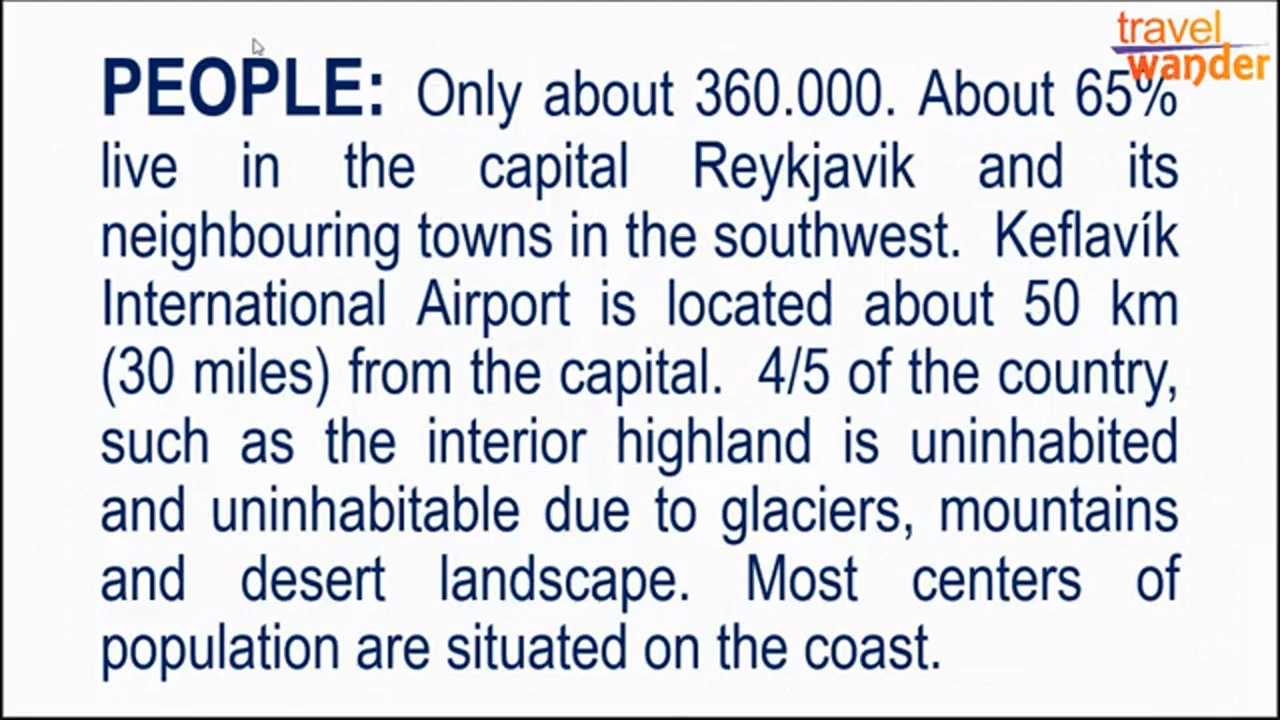 travel
wander
PEOPLE: Only about 360.000. About 65%
live in the capital Reykjavik and its
neighbouring towns in the southwest. Keflavík
International Airport is located about 50 km
(30 miles) from the capital. 4/5 of the country,
such as the interior highland is uninhabited
and uninhabitable due to glaciers, mountains
and desert landscape. Most centers of
population are situated on the coast.